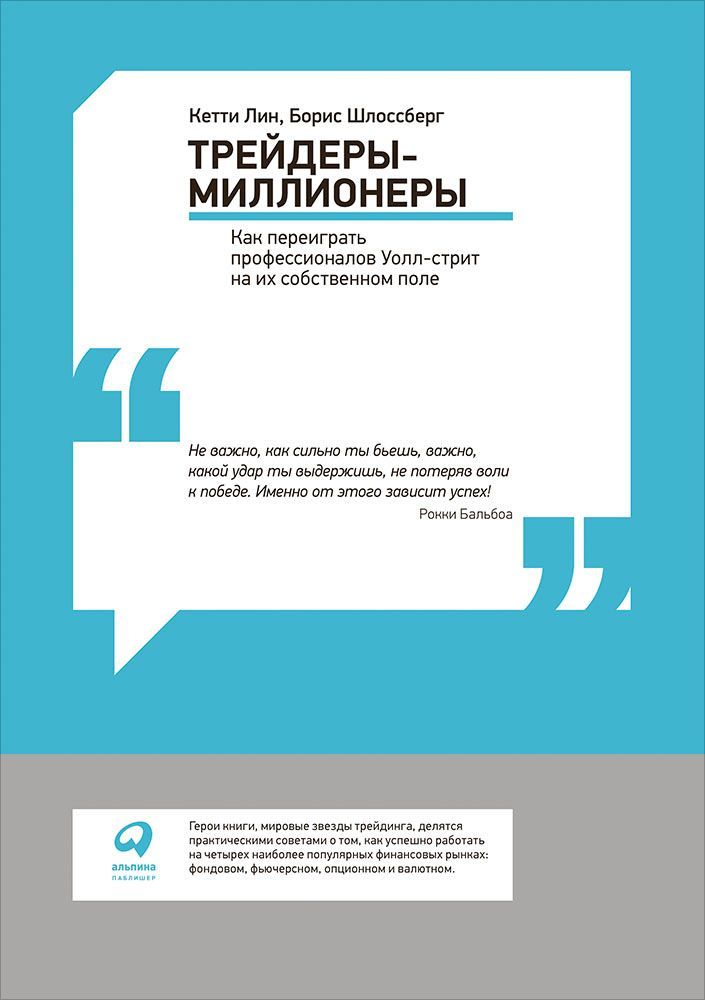 Кетти Лин, Борис Шлоссберг
ТРЕЙДЕРЫ-
МИЛЛИОНЕРЫ
Как переиграть
профессионалов Уолл-стрит
на их собственном поле
“
Не важно, как сильно ты бьешь, важно,
какой удар ты выдержишь, не потеряв воли
к победе. Именно от этого зависит успех!
Рокки Бальбоа
”
альпина
ПАБЛИШЕР
Герои книги, мировые звезды трейдинга, делятся
практическими советами о том, как успешно работать
на четырех наиболее популярных финансовых рынках:
фондовом, фьючерсном, опционном и валютном.